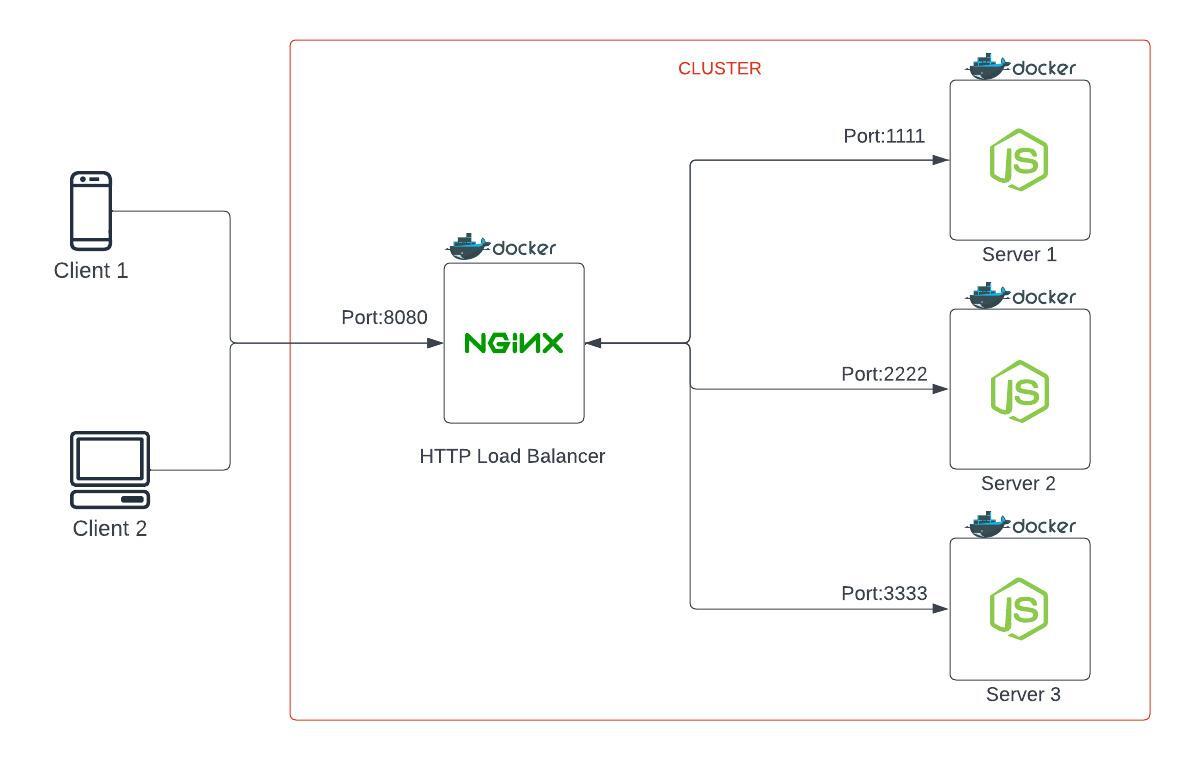 CLUSTER
docker
Port:1111
JS
Server 1
Client 1
docker
Port:8080
NGiNX
HTTP Load Balancer
docker
Port:2222
JS
Server 2
Client 2
docker
Port:3333
JS
Server 3